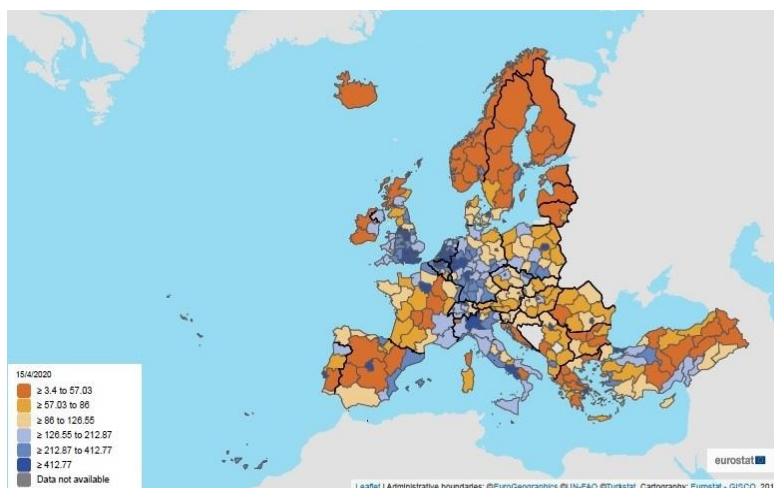 15/4/2020
≥ 3.4 to 57.03
≥ 57.03 to 86
≥ 86 to 126.55
≥ 126.55 to 212.87
≥ 212.87 to 412.77
≥ 412.77
Data not available
eurostat
Leaflet | Administrative boundaries: ©EuroGeographics ©UN-FAO ©Turkstat, Cartography: Eurostat - GISCO, 201